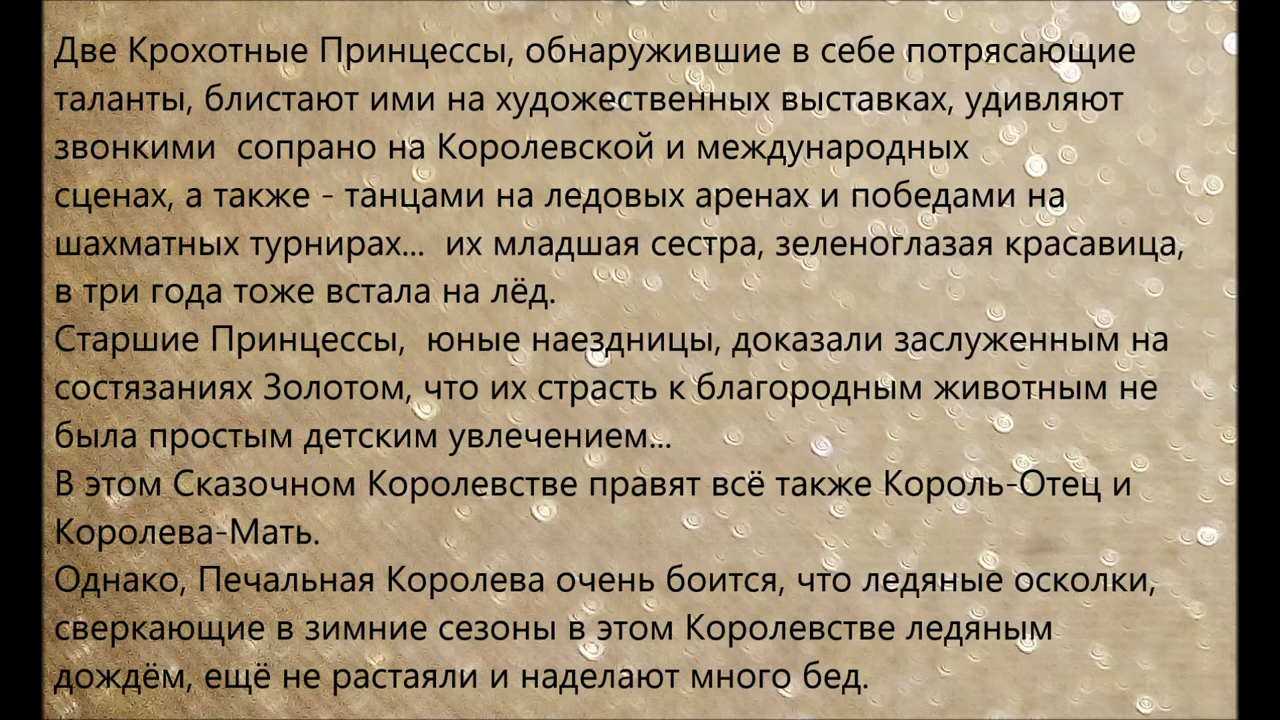 Две Крохотные Принцессы, обнаружившие в себе потрясающие
таланты, блистают ими на художественных выставках, удивляют
звонкими  сопрано на Королевской и международных
сценах, а также - танцами на ледовых аренах и победами на
шахматных турнирах...  их младшая сестра, зеленоглазая красавица,
в три года тоже встала на лёд.
Старшие Принцессы,  юные наездницы, доказали заслуженным на
состязаниях Золотом, что их страсть к благородным животным не
была простым детским увлечением...
В этом Сказочном Королевстве правят всё также Король-Отец и
Королева-Мать.
Однако, Печальная Королева очень боится, что ледяные осколки,
сверкающие в зимние сезоны в этом Королевстве ледяным
дождём, ещё не растаяли и наделают много бед.